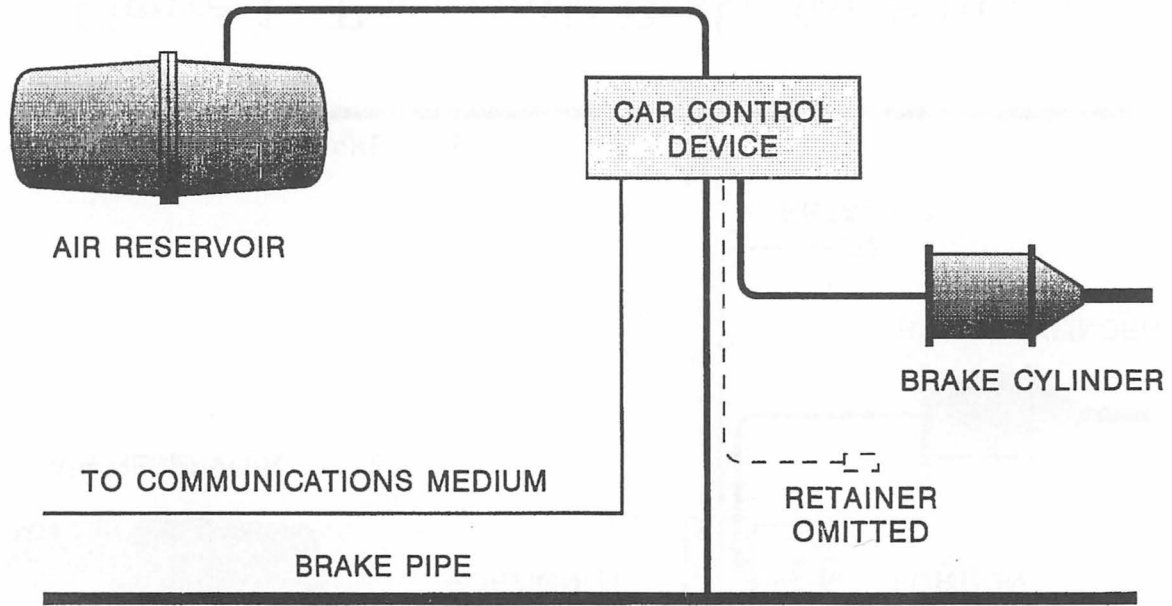 CAR CONTROL
DEVICE
AIR RESERVOIR
BRAKE CYLINDER
TO COMMUNICATIONS MEDIUM
RETAINER
OMITTED
BRAKE PIPE